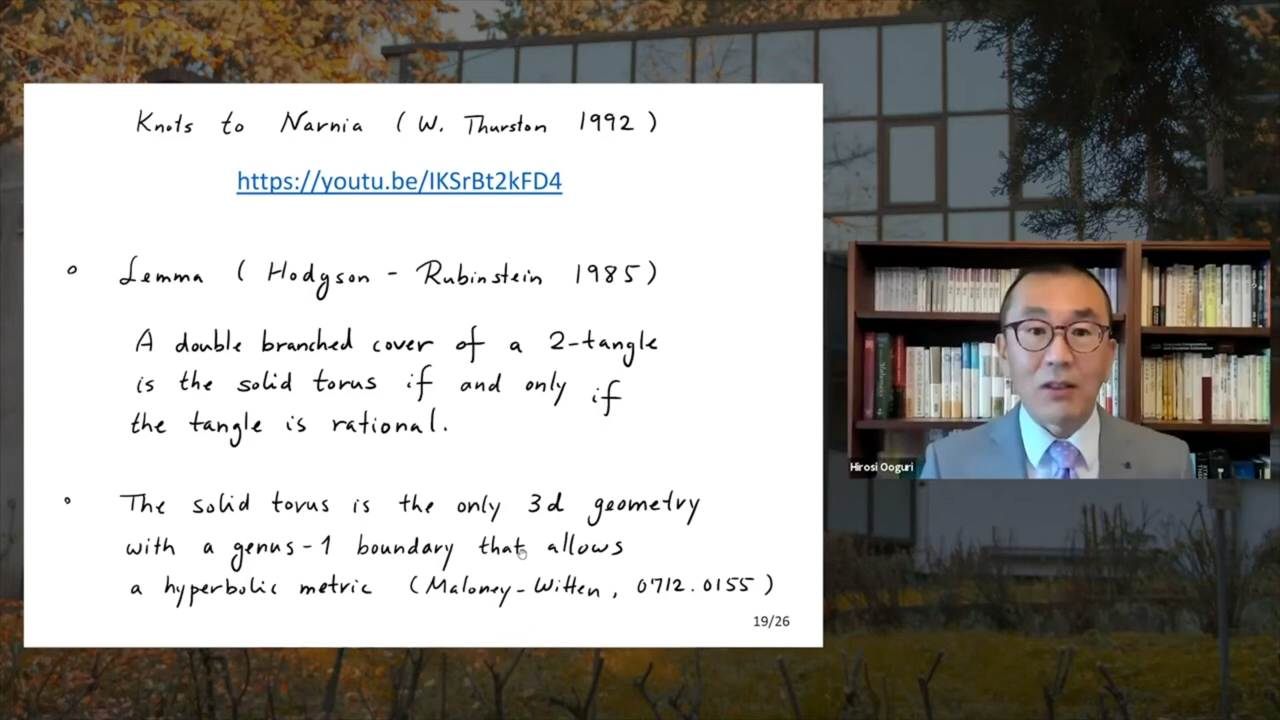 Knots to Narnia ( W. Thurston 1992 )
https://youtu.be/IKSrBt2kFD4
Lemma ( Hodgson - Rubinstein 1985 )
A double branched cover of a 2-tangle
is the solid torus if and only if
the tangle is rational.
The solid torus is the only 3d geometry
with a genus-1 boundary that allows
a hyperbolic metric ( Maloney-Witten, 0712.0155 )
19/26
Hirosi Ooguri